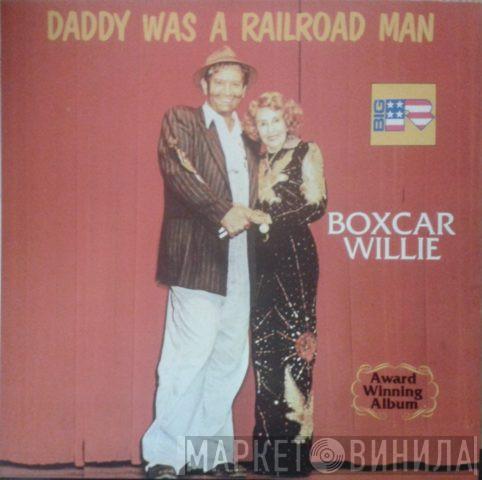 DADDY WAS A RAILROAD MAN
BIG
R
BOXCAR
WILLIE
Award
Winning
Album
МАРКЕТ ВИНИЛА